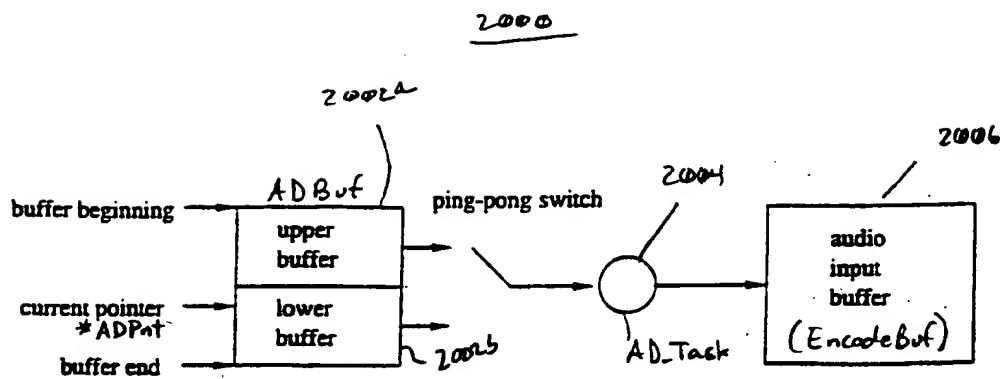 2000
2002a
2006
2004
ADBuf
buffer beginning
ping-pong switch
upper
buffer
audio
input
buffer
(EncodeBuf)
current pointer
*ADPnt
lower
buffer
2002b
AD_Task
buffer end